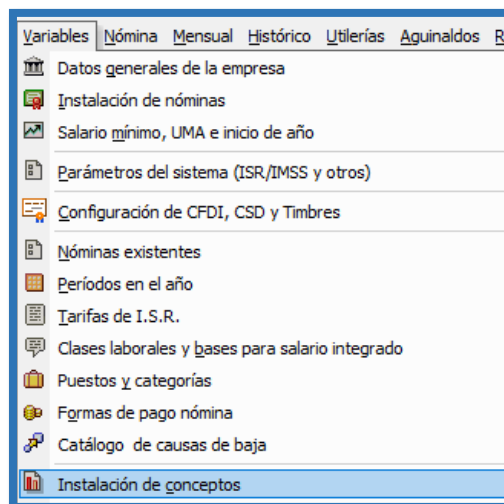 Variables Nómina Mensual Histórico Utilerías Aguinaldos
Datos generales de la empresa
Instalación de nóminas
Salario mínimo, UMA e inicio de año
Parámetros del sistema (ISR/IMSS y otros)
Configuración de CFDI, CSD y Timbres
Nóminas existentes
Períodos en el año
Tarifas de I.S.R.
Clases laborales y bases para salario integrado
Puestos y categorías
Formas de pago nómina
Catálogo de causas de baja
Instalación de conceptos